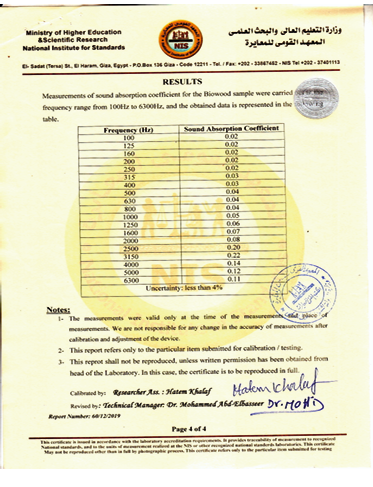 Ministry of Higher Education
&Scientific Research
National Institute for Standards
NIS
وزارة التعليم العالى والبحث العلمى
المعهد القومى للمعايرة
El- Sadat (Tersa) St., El Haram, Giza, Egypt - P.O.Box 136 Giza - Code 12211 - Tel. / Fax: +202 - 33867452 - NIS Tel +202 - 37401113
RESULTS
Measurements of sound absorption coefficient for the Biowood sample were carried
frequency range from 100Hz to 6300Hz, and the obtained data is represented in the
table.
Frequency (Hz) Sound Absorption Coefficient
100 0.02
125 0.02
160 0.02
200 0.02
250 0.02
315 0.03
400 0.03
500 0.04
630 0.04
800 0.04
1000 0.05
1250 0.06
1600 0.07
2000 0.08
2500 0.20
3150 0.22
4000 0.14
5000 0.12
6300 0.11
Uncertainty: less than 4%
NIS
Notes:
1- The measurements were valid only at the time of the measurements and place of
measurements. We are not responsible for any change in the accuracy of measurements after
calibration and adjustment of the device.
2- This report refers only to the particular item submitted for calibration / testing.
3- This reprot shall not be reproduced, unless written permission has been obtained from
head of the Laboratory. In this case, the certificate is to be reproduced in full.
Calibrated by: Researcher Ass. : Hatem Khalaf Hatem Khalaf
Revised by: Technical Manager: Dr. Mohammed Abd-Elbasseer
Report Number: 60/12/2019
Page 4 of 4
This certificate is issued in accordance with the laboratory accreditation requirements. It provides traceability of measurement to recognized
National standards, and to the units of measurement realized at the NIS or other recognized national standards laboratories. This certificate
May not be reproduced other than in full by photographic process. This certificate refers only to the particular item submitted for testing